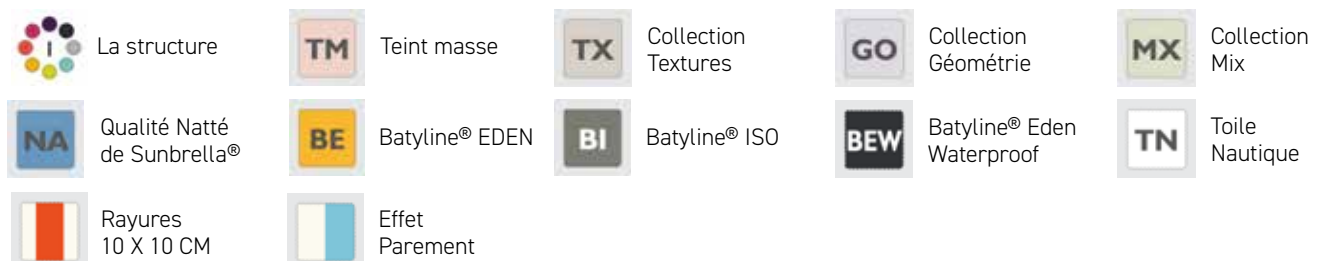 I
La structure
TM
Teint masse
TX
Collection
Textures
GO
Collection
Géométrie
MX
Collection
Mix
NA
Qualité Natté
de Sunbrella®
BE
Batyline® EDEN
BI
Batyline® ISO
BEW
Batyline® Eden
Waterproof
TN
Toile
Nautique
Rayures
10 X 10 CM
Effet
Parement